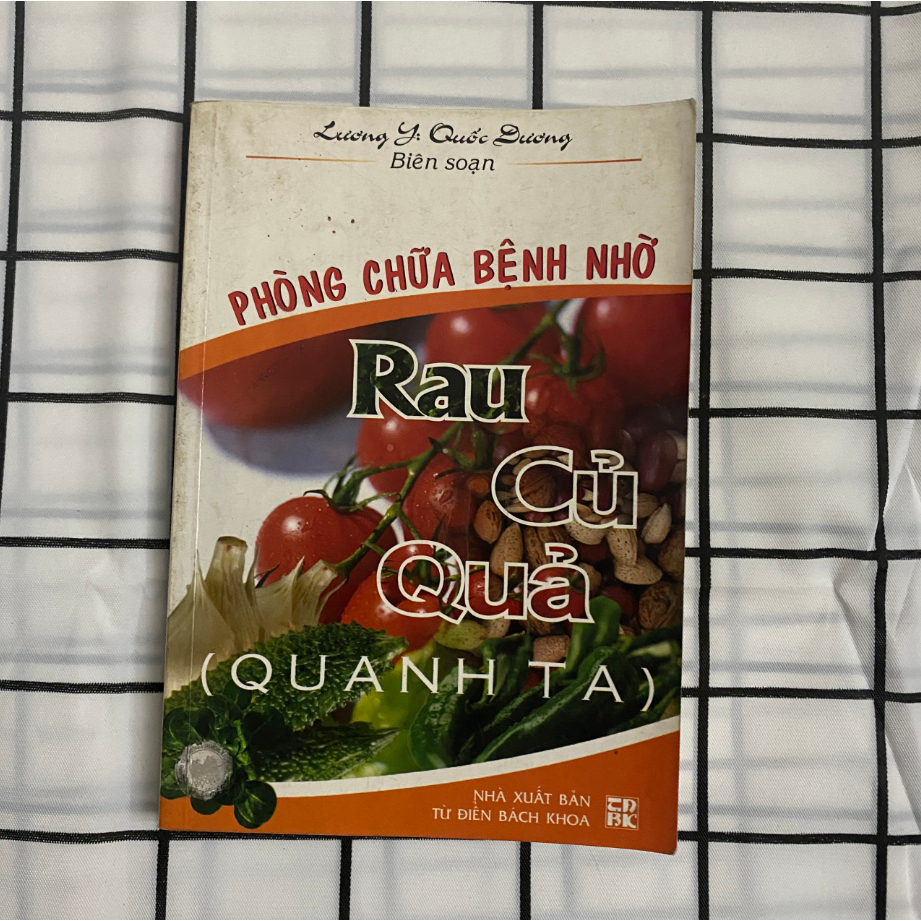 Lương Y: Quốc Dương
Biên soạn
PHÒNG CHỮA BỆNH NHỜ
Rau
Củ
Quả
(QUANH TA)
NHÀ XUẤT BẢN
TỪ ĐIỂN BÁCH KHOA
TĐ
BK